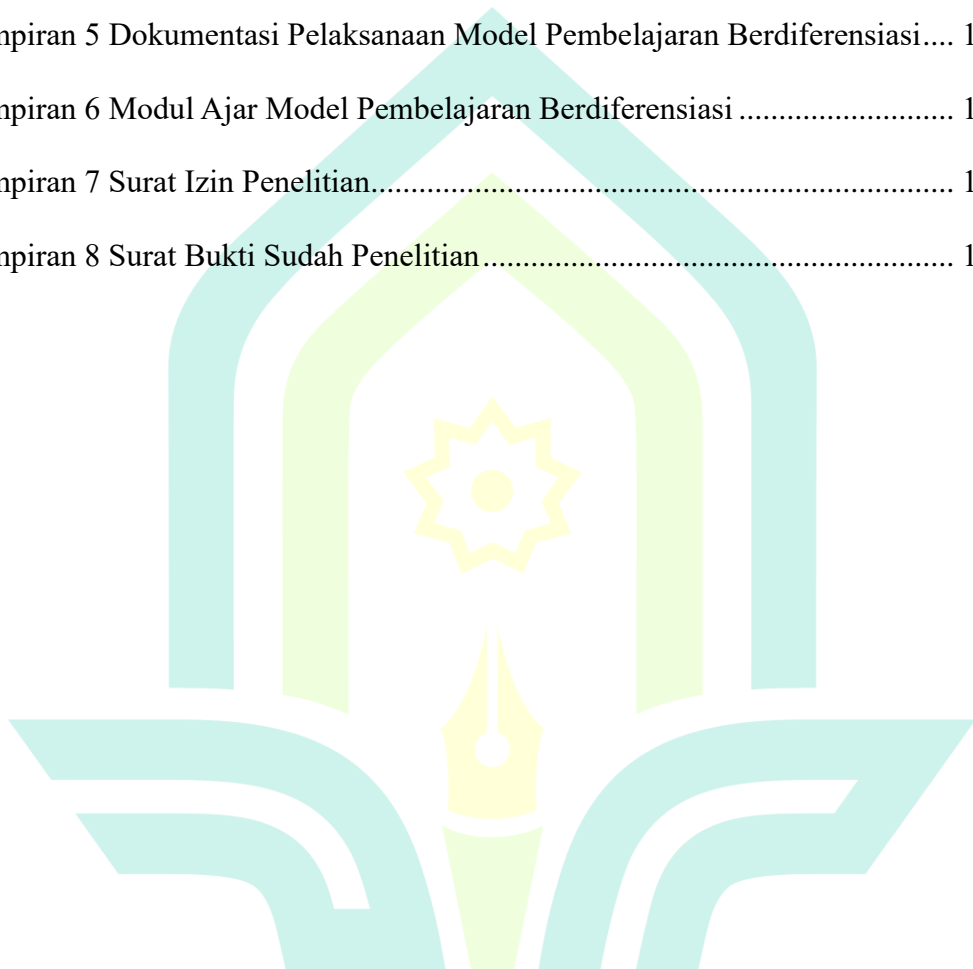 mpiran 5 Dokumentasi Pelaksanaan Model Pembelajaran Berdiferensiasi.... 1
mpiran 6 Modul Ajar Model Pembelajaran Berdiferensiasi ........................ 1
mpiran 7 Surat Izin Penelitian................................................................. 1
mpiran 8 Surat Bukti Sudah Penelitian .................................................... 1